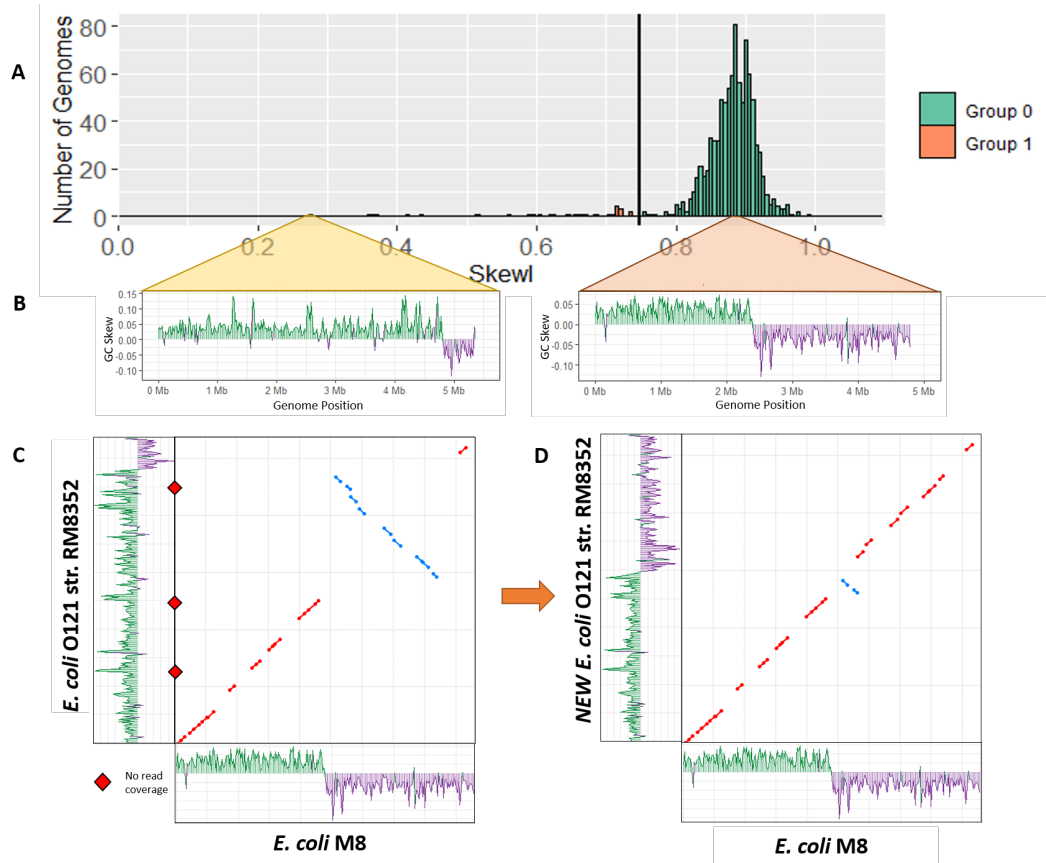 A
Number of Genomes
80
60
40
20
0
0.0 0.2 0.4 0.6 0.8 1.0
SkewI
Group 0
Group 1
B
GC Skew
0.15
0.10
0.05
0.00
-0.05
-0.10
0 Mb 1 Mb 2 Mb 3 Mb 4 Mb 5 Mb
Genome Position
GC Skew
0.05
0.00
-0.05
-0.10
0 Mb 1 Mb 2 Mb 3 Mb 4 Mb 5 Mb
Genome Position
C
E. coli O121 str. RM8352
No read
coverage
E. coli M8
D
NEW E. coli O121 str. RM8352
E. coli M8